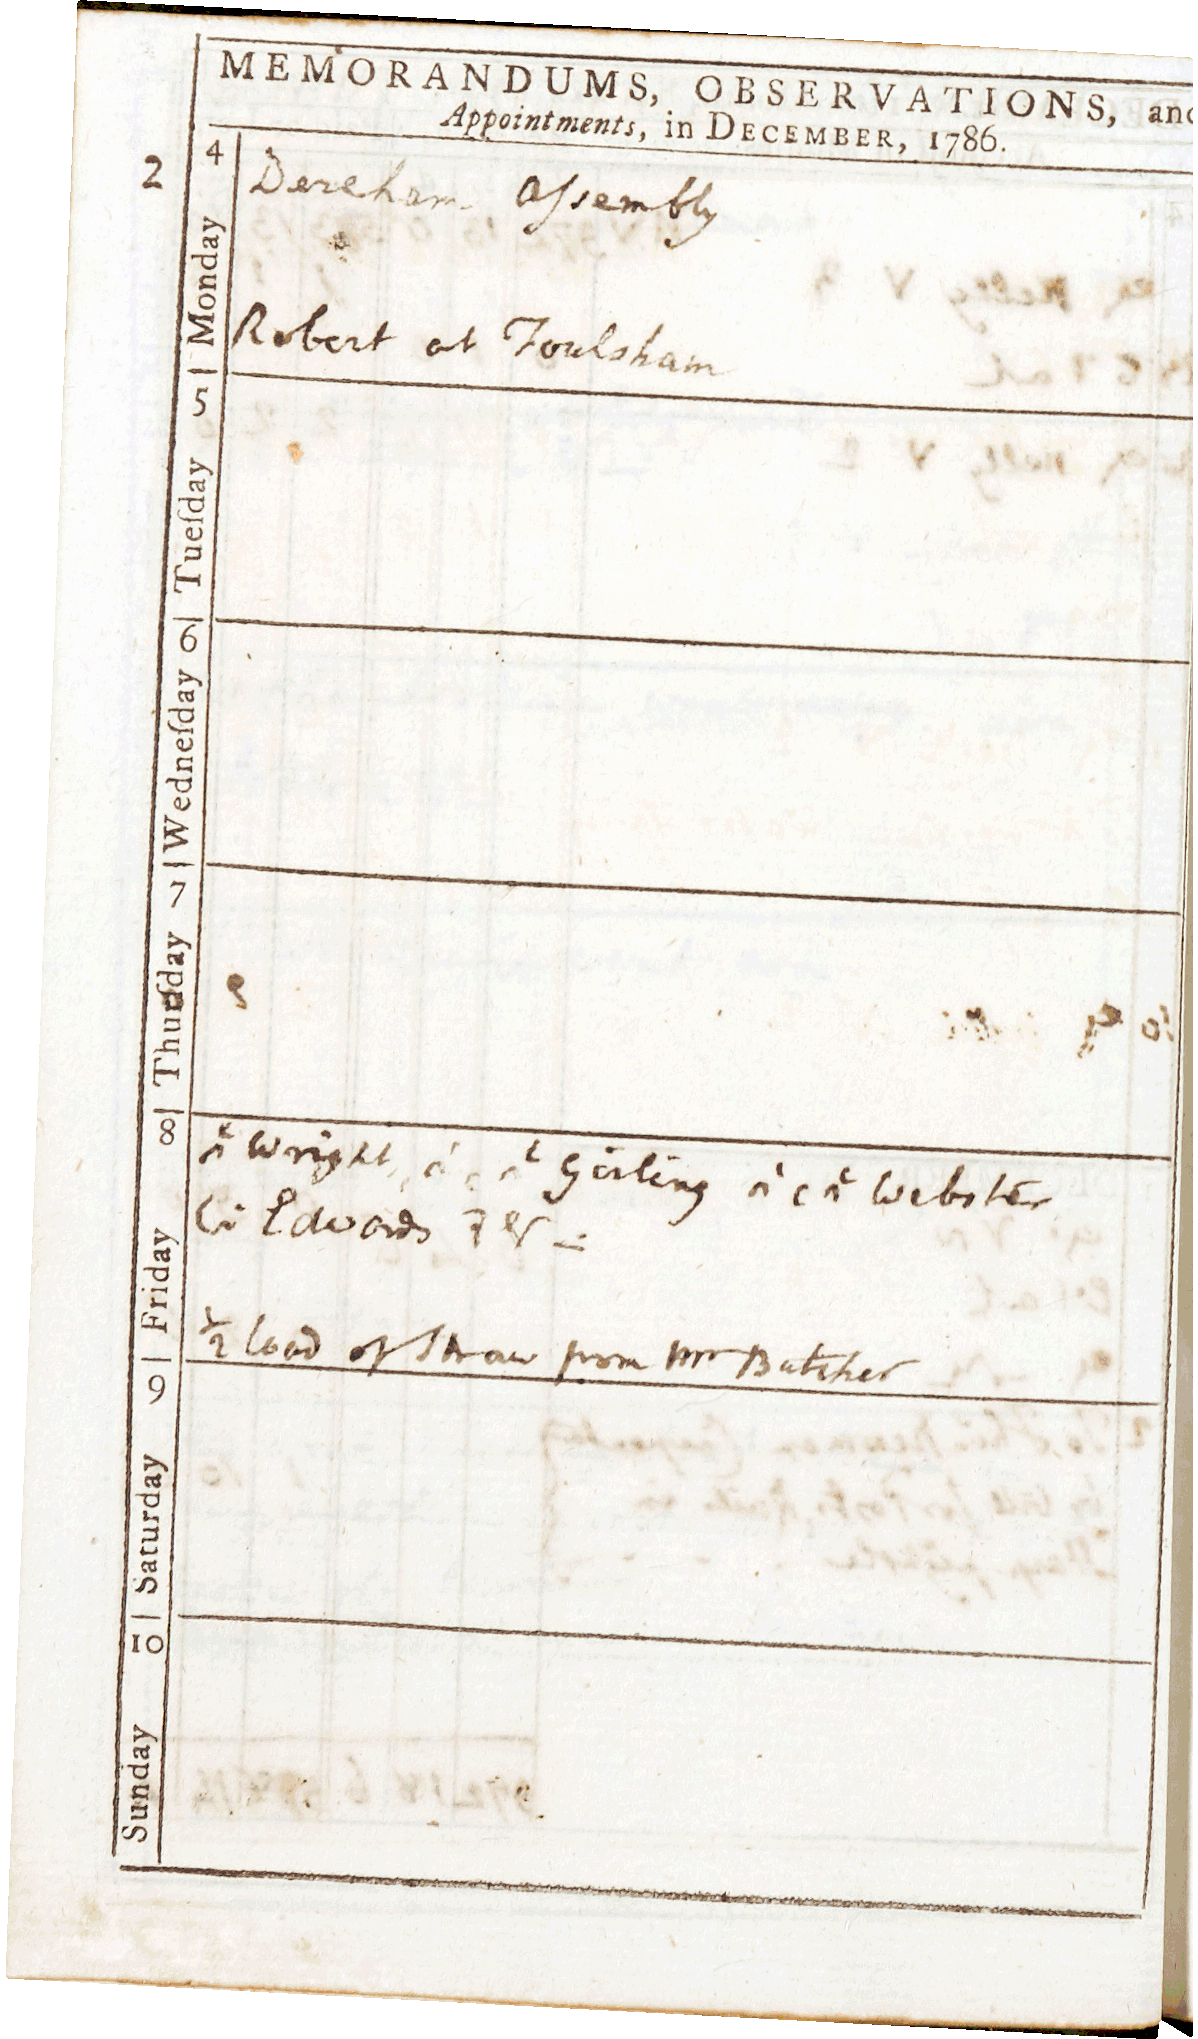 MEMORANDUMS, OBSERVATIONS, and
Appointments, in DECEMBER, 1786.
2
4 Monday
Dereham Assembly
Robert at Foulsham
5 Tueſday
6 Wedneſday
7 Thurſday
8 Friday
Wright, Girling Webster
Edwards
½ load of Straw from Mr Butcher
9 Saturday
10 Sunday